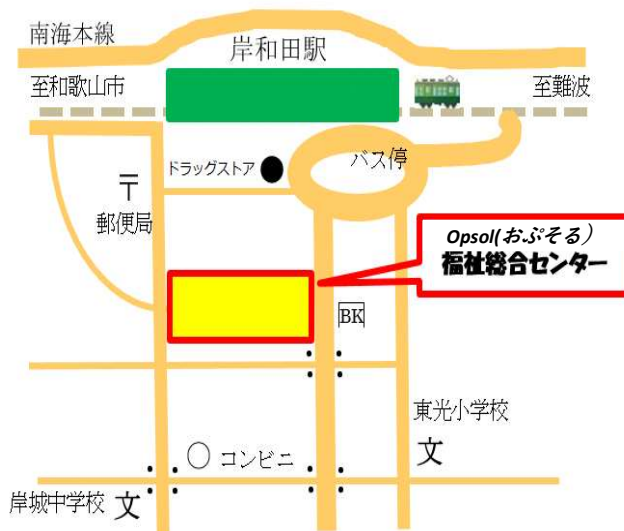 南海本線
岸和田駅
至和歌山市
至難波
ドラッグストア
バス停
〒
郵便局
Opsol(おぷそる）
福祉総合センター
BK
東光小学校
文
コンビニ
岸城中学校 文